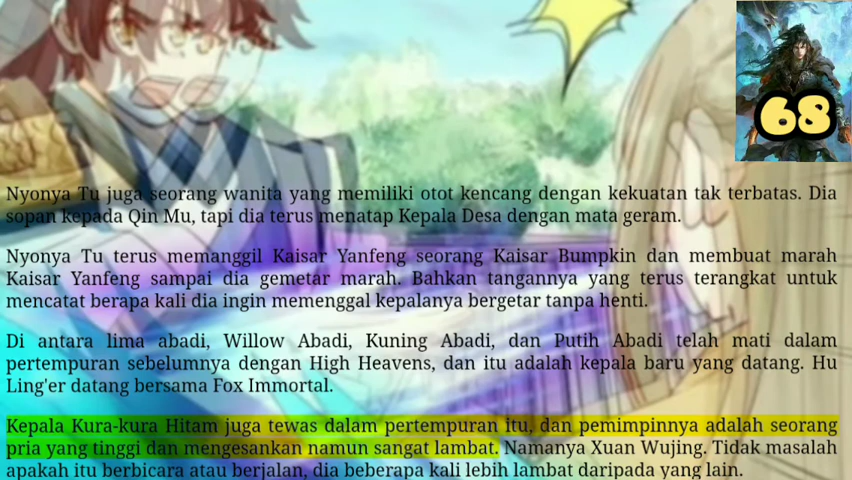 68
Nyonya Tu juga seorang wanita yang memiliki otot kencang dengan kekuatan tak terbatas. Dia
sopan kepada Qin Mu, tapi dia terus menatap Kepala Desa dengan mata geram.
Nyonya Tu terus memanggil Kaisar Yanfeng seorang Kaisar Bumpkin dan membuat marah
Kaisar Yanfeng sampai dia gemetar marah. Bahkan tangannya yang terus terangkat untuk
mencatat berapa kali dia ingin memenggal kepalanya bergetar tanpa henti.
Di antara lima abadi, Willow Abadi, Kuning Abadi, dan Putih Abadi telah mati dalam
pertempuran sebelumnya dengan High Heavens, dan itu adalah kepala baru yang datang. Hu
Ling'er datang bersama Fox Immortal.
Kepala Kura-kura Hitam juga tewas dalam pertempuran itu, dan pemimpinnya adalah seorang
pria yang tinggi dan mengesankan namun sangat lambat. Namanya Xuan Wujing. Tidak masalah
apakah itu berbicara atau berjalan, dia beberapa kali lebih lambat daripada yang lain.